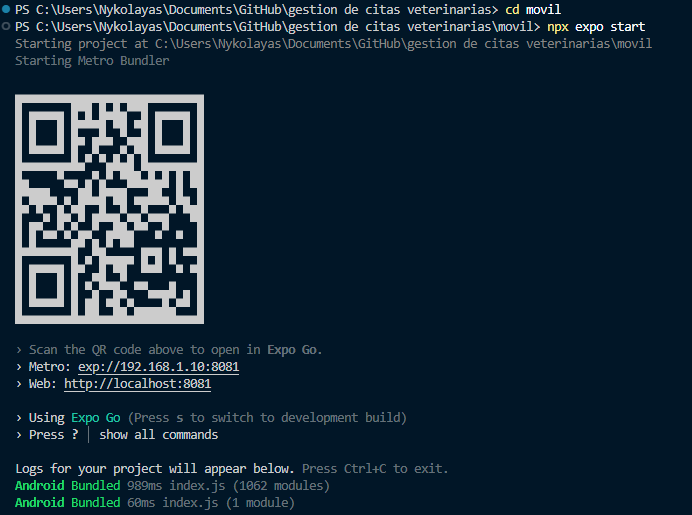 PS C:\Users\Nykolayas\Documents\GitHub\gestion de citas veterinarias> cd movil
PS C:\Users\Nykolayas\Documents\GitHub\gestion de citas veterinarias\movil> npx expo start
Starting project at C:\Users\Nykolayas\Documents\GitHub\gestion de citas veterinarias\movil
Starting Metro Bundler
› Scan the QR code above to open in Expo Go.
› Metro: exp://192.168.1.10:8081
› Web: http://localhost:8081
› Using Expo Go (Press s to switch to development build)
› Press ? │ show all commands
Logs for your project will appear below. Press Ctrl+C to exit.
Android Bundled 989ms index.js (1062 modules)
Android Bundled 60ms index.js (1 module)